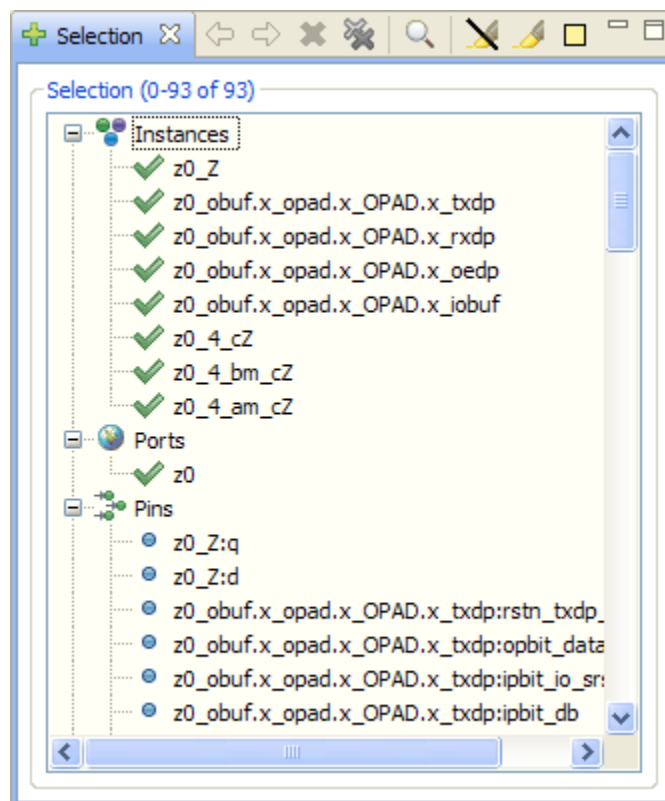 Selection
Selection (0-93 of 93)
Instances
z0_Z
z0_obuf.x_opad.x_OPAD.x_txdp
z0_obuf.x_opad.x_OPAD.x_rxdp
z0_obuf.x_opad.x_OPAD.x_oedp
z0_obuf.x_opad.x_OPAD.x_iobuf
z0_4_cZ
z0_4_bm_cZ
z0_4_am_cZ
Ports
z0
Pins
z0_Z:q
z0_Z:d
z0_obuf.x_opad.x_OPAD.x_txdp:rstn_txdp_
z0_obuf.x_opad.x_OPAD.x_txdp:opbit_data
z0_obuf.x_opad.x_OPAD.x_txdp:ipbit_io_sr
z0_obuf.x_opad.x_OPAD.x_txdp:ipbit_db